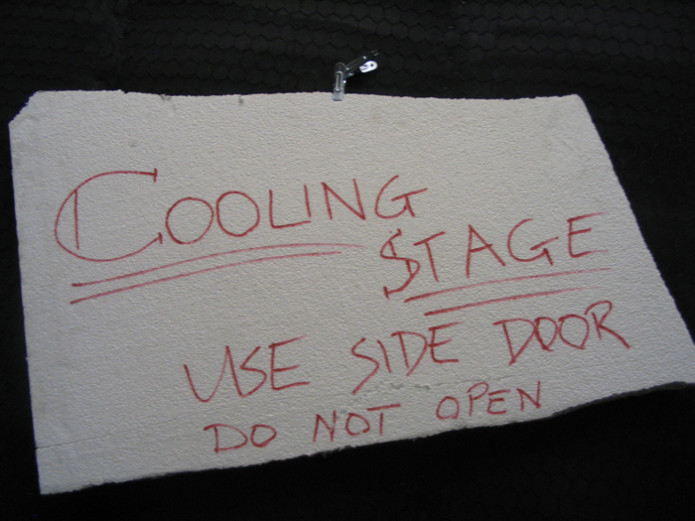 COOLING
STAGE
USE SIDE DOOR
DO NOT OPEN